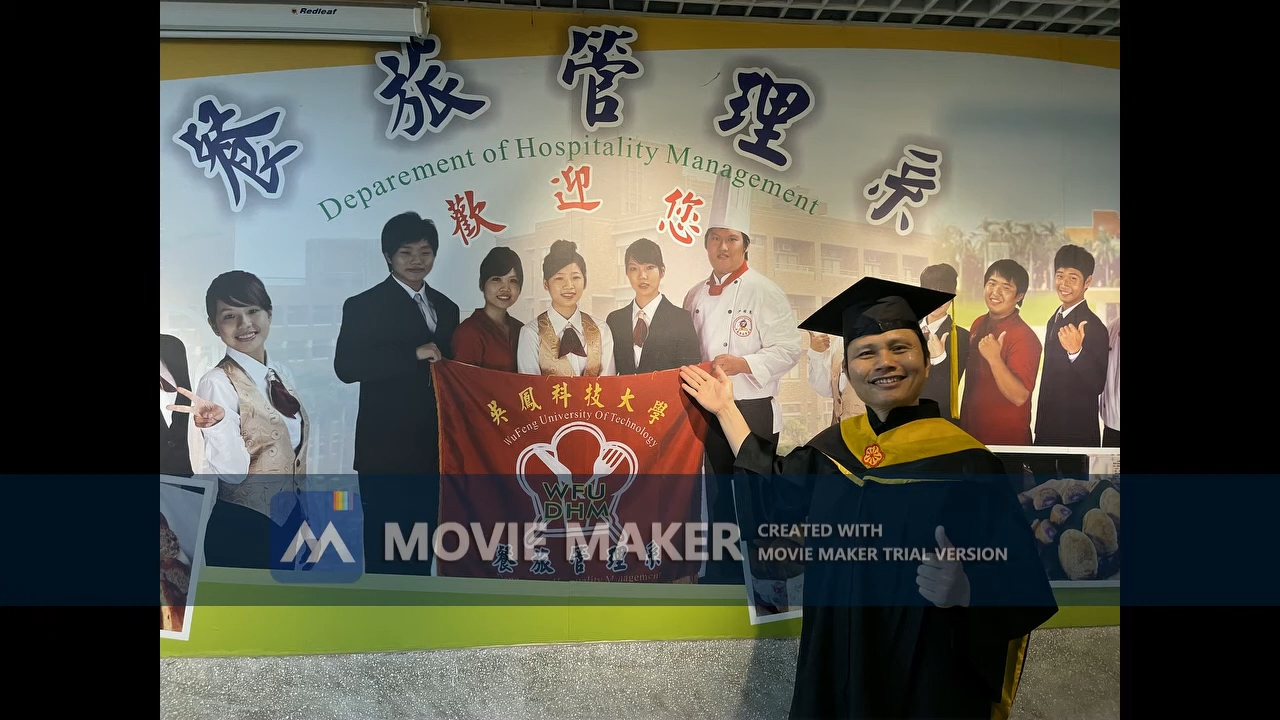 Redleaf
餐旅管理系
Deparement of Hospitality Management
歡迎您
吳鳳科技大學
WuFeng University Of Technology
WFU
DHM
餐旅管理系
Hospitality Management
MOVIE MAKER
CREATED WITH
MOVIE MAKER TRIAL VERSION